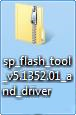 sp_flash_tool
_v5.1352.01_a
nd_driver